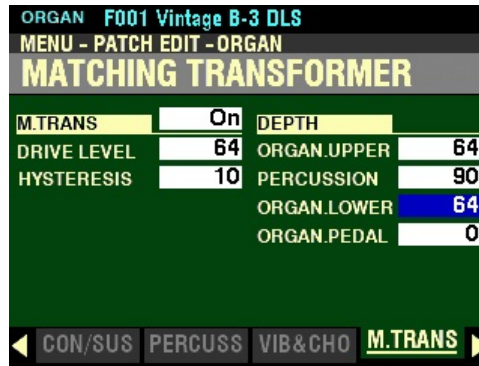 ORGAN F001 Vintage B-3 DLS
MENU - PATCH EDIT - ORGAN
MATCHING TRANSFORMER
M.TRANS On DEPTH
DRIVE LEVEL 64 ORGAN.UPPER 64
HYSTERESIS 10 PERCUSSION 90
ORGAN.LOWER 64
ORGAN.PEDAL 0
CON/SUS PERCUSS VIB&CHO M.TRANS